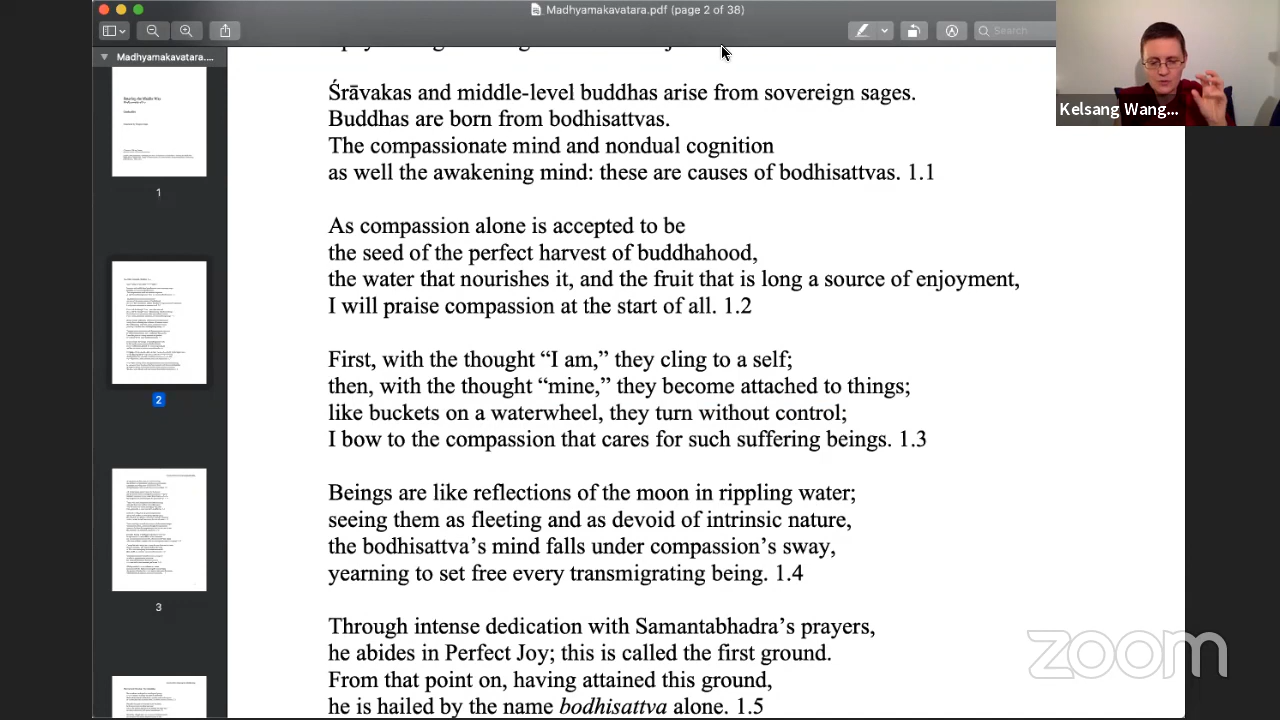 Madhyamakavatara.pdf (page 2 of 38)
Search
Madhyamakavatara....
Kelsang Wang...
Śrāvakas and middle-level buddhas arise from sovereign sages.
Buddhas are born from bodhisattvas.
The compassionate mind and nondual cognition
as well the awakening mind: these are causes of bodhisattvas. 1.1
As compassion alone is accepted to be
the seed of the perfect harvest of buddhahood,
the water that nourishes it, and the fruit that is long a source of enjoyment,
I will praise compassion at the start of all. 1.2
First, with the thought “I am,” they cling to a self;
then, with the thought “mine,” they become attached to things;
like buckets on a waterwheel, they turn without control;
I bow to the compassion that cares for such suffering beings. 1.3
Beings are like reflections of the moon in rippling water;
seeing them as fleeting and as devoid of intrinsic nature,
the bodhisattva’s mind falls under compassion’s sway,
yearning to set free every transmigrating being. 1.4
Through intense dedication with Samantabhadra’s prayers,
he abides in Perfect Joy; this is called the first ground.
From that point on, having attained this ground,
he is hailed by the name bodhisattva alone. 1.5
1
2
3
zoom